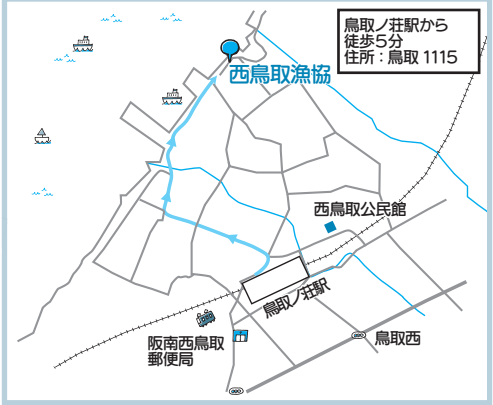 鳥取ノ荘駅から
徒歩5分
住所：鳥取 1115
西鳥取漁協
西鳥取公民館
鳥取ノ荘駅
阪南西鳥取
郵便局
鳥取西